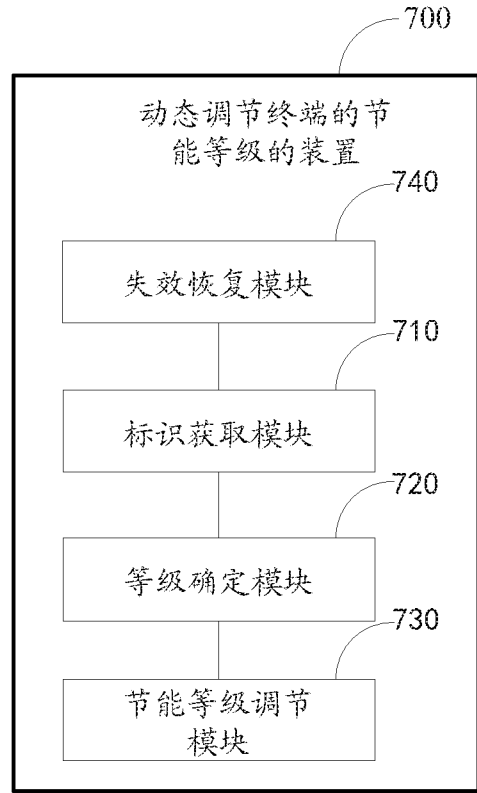 700
动态调节终端的节
能等级的装置
740
失效恢复模块
710
标识获取模块
720
等级确定模块
730
节能等级调节
模块